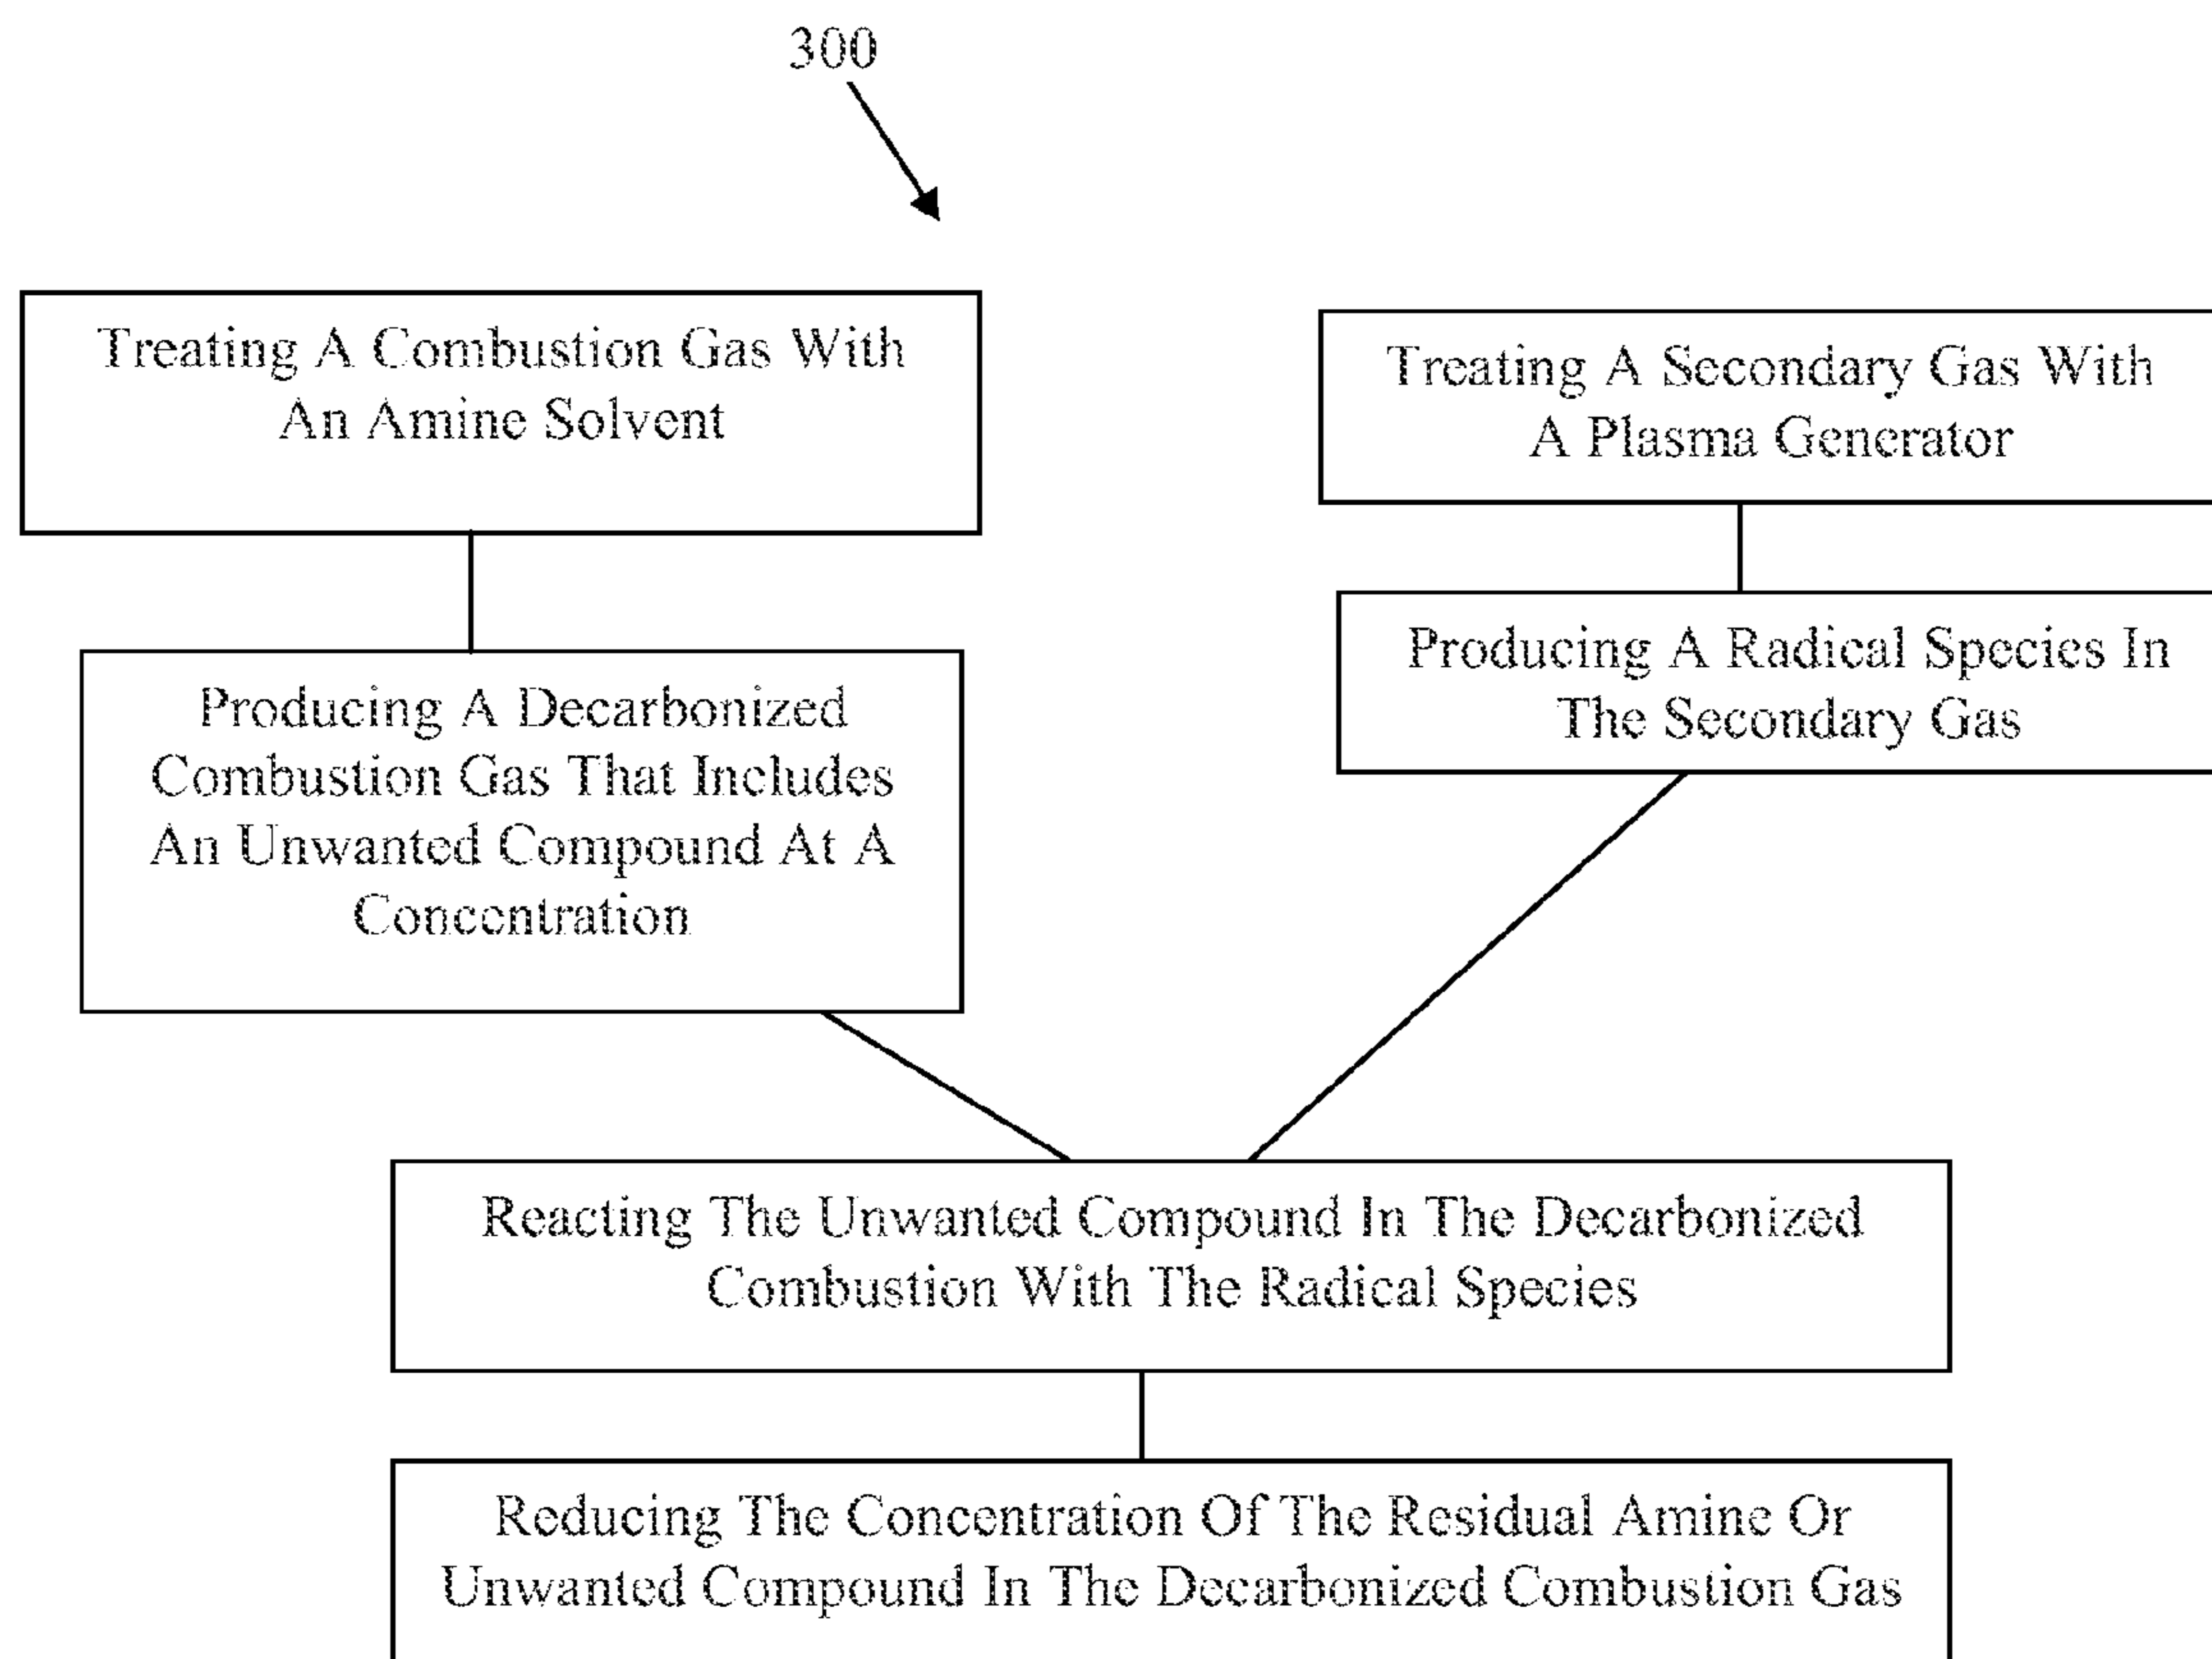 300
Treating A Combustion Gas With
An Amine Solvent
Treating A Secondary Gas With
A Plasma Generator
Producing A Decarbonized
Combustion Gas That Includes
An Unwanted Compound At A
Concentration
Producing A Radical Species In
The Secondary Gas
Reacting The Unwanted Compound In The Decarbonized
Combustion With The Radical Species
Reducing The Concentration Of The Residual Amine Or
Unwanted Compound In The Decarbonized Combustion Gas